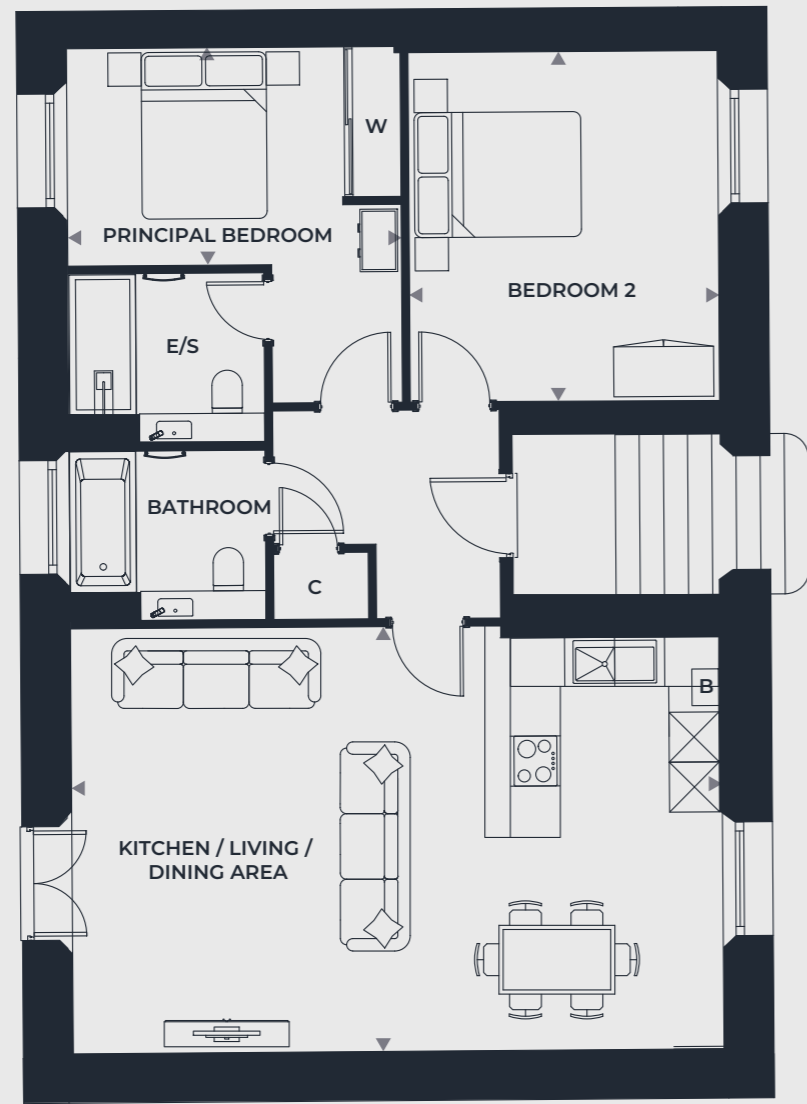 W
PRINCIPAL BEDROOM
BEDROOM 2
E/S
BATHROOM
C
B
KITCHEN / LIVING /
DINING AREA